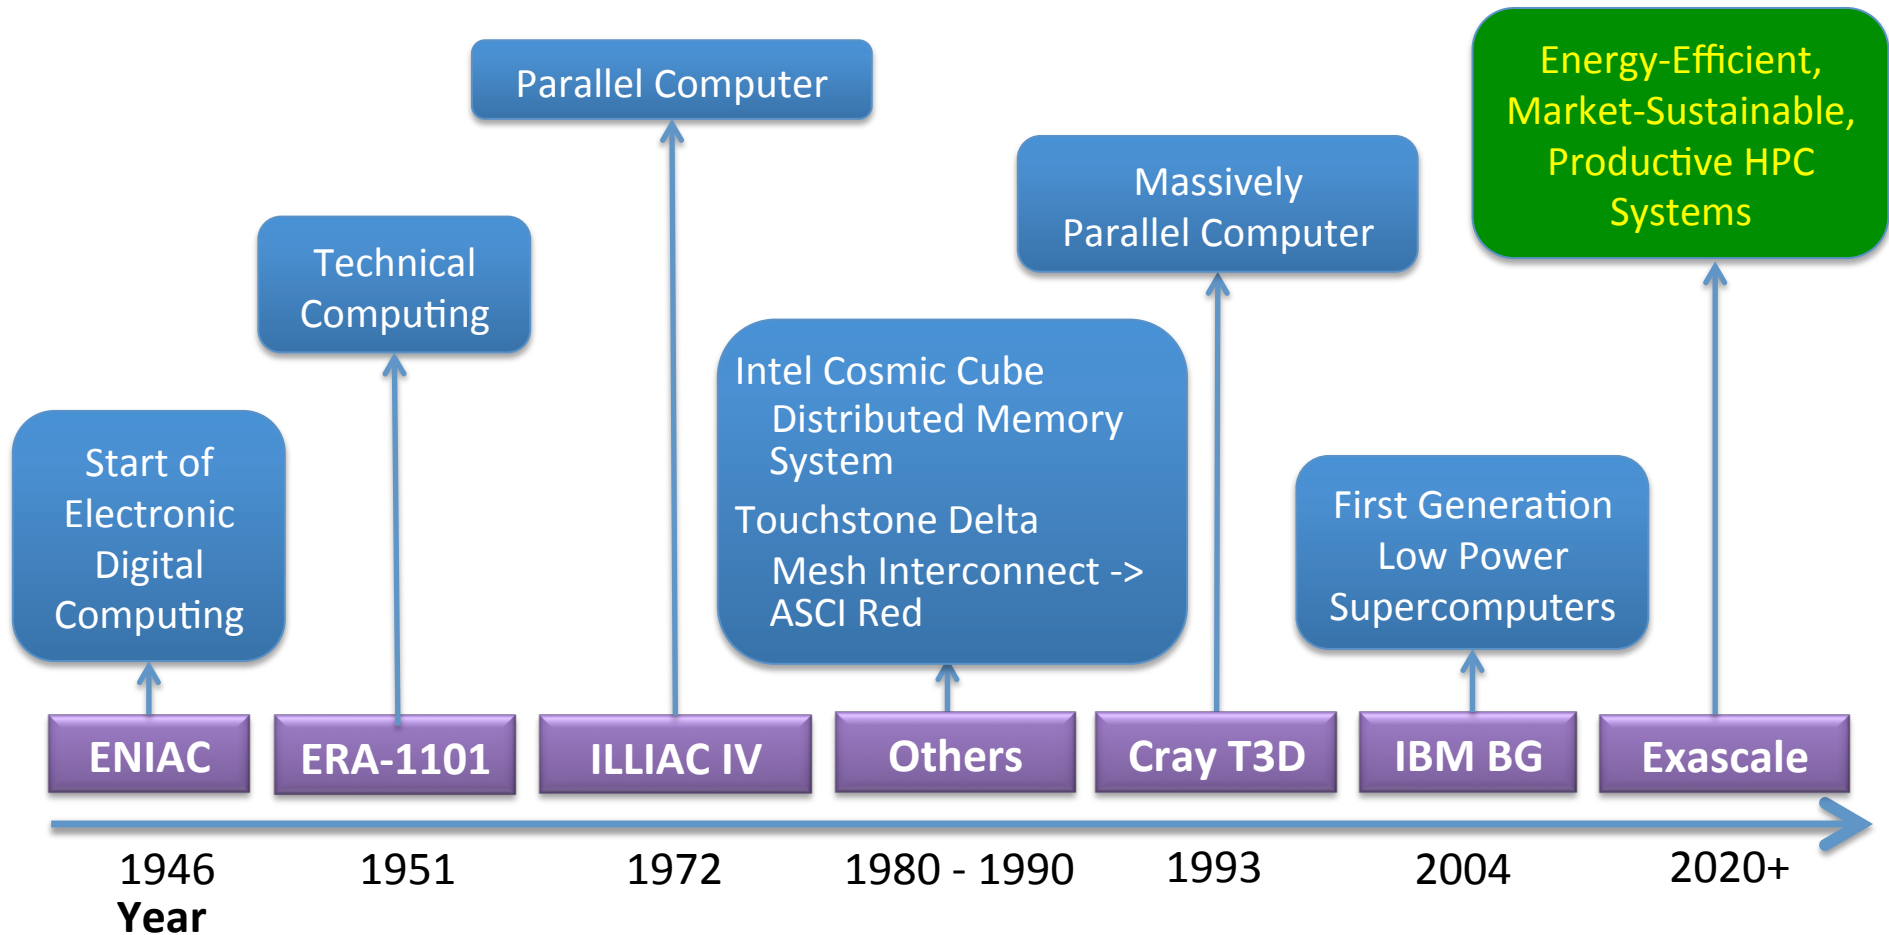 Parallel Computer
Energy-Efficient,
Market-Sustainable,
Productive HPC
Systems
Massively
Parallel Computer
Technical
Computing
Intel Cosmic Cube
Distributed Memory
System
Touchstone Delta
Mesh Interconnect ->
ASCI Red
Start of
Electronic
Digital
Computing
First Generation
Low Power
Supercomputers
ENIAC
ERA-1101
ILLIAC IV
Others
Cray T3D
IBM BG
Exascale
1946
1951
1972
1980 - 1990
1993
2004
2020+
Year